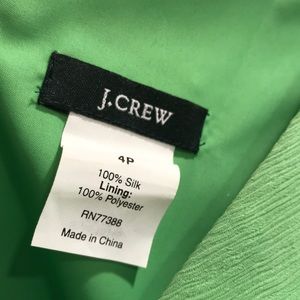 J.CREW
4P
100% Silk
Lining:
100% Polyester
RN77388
Made in China